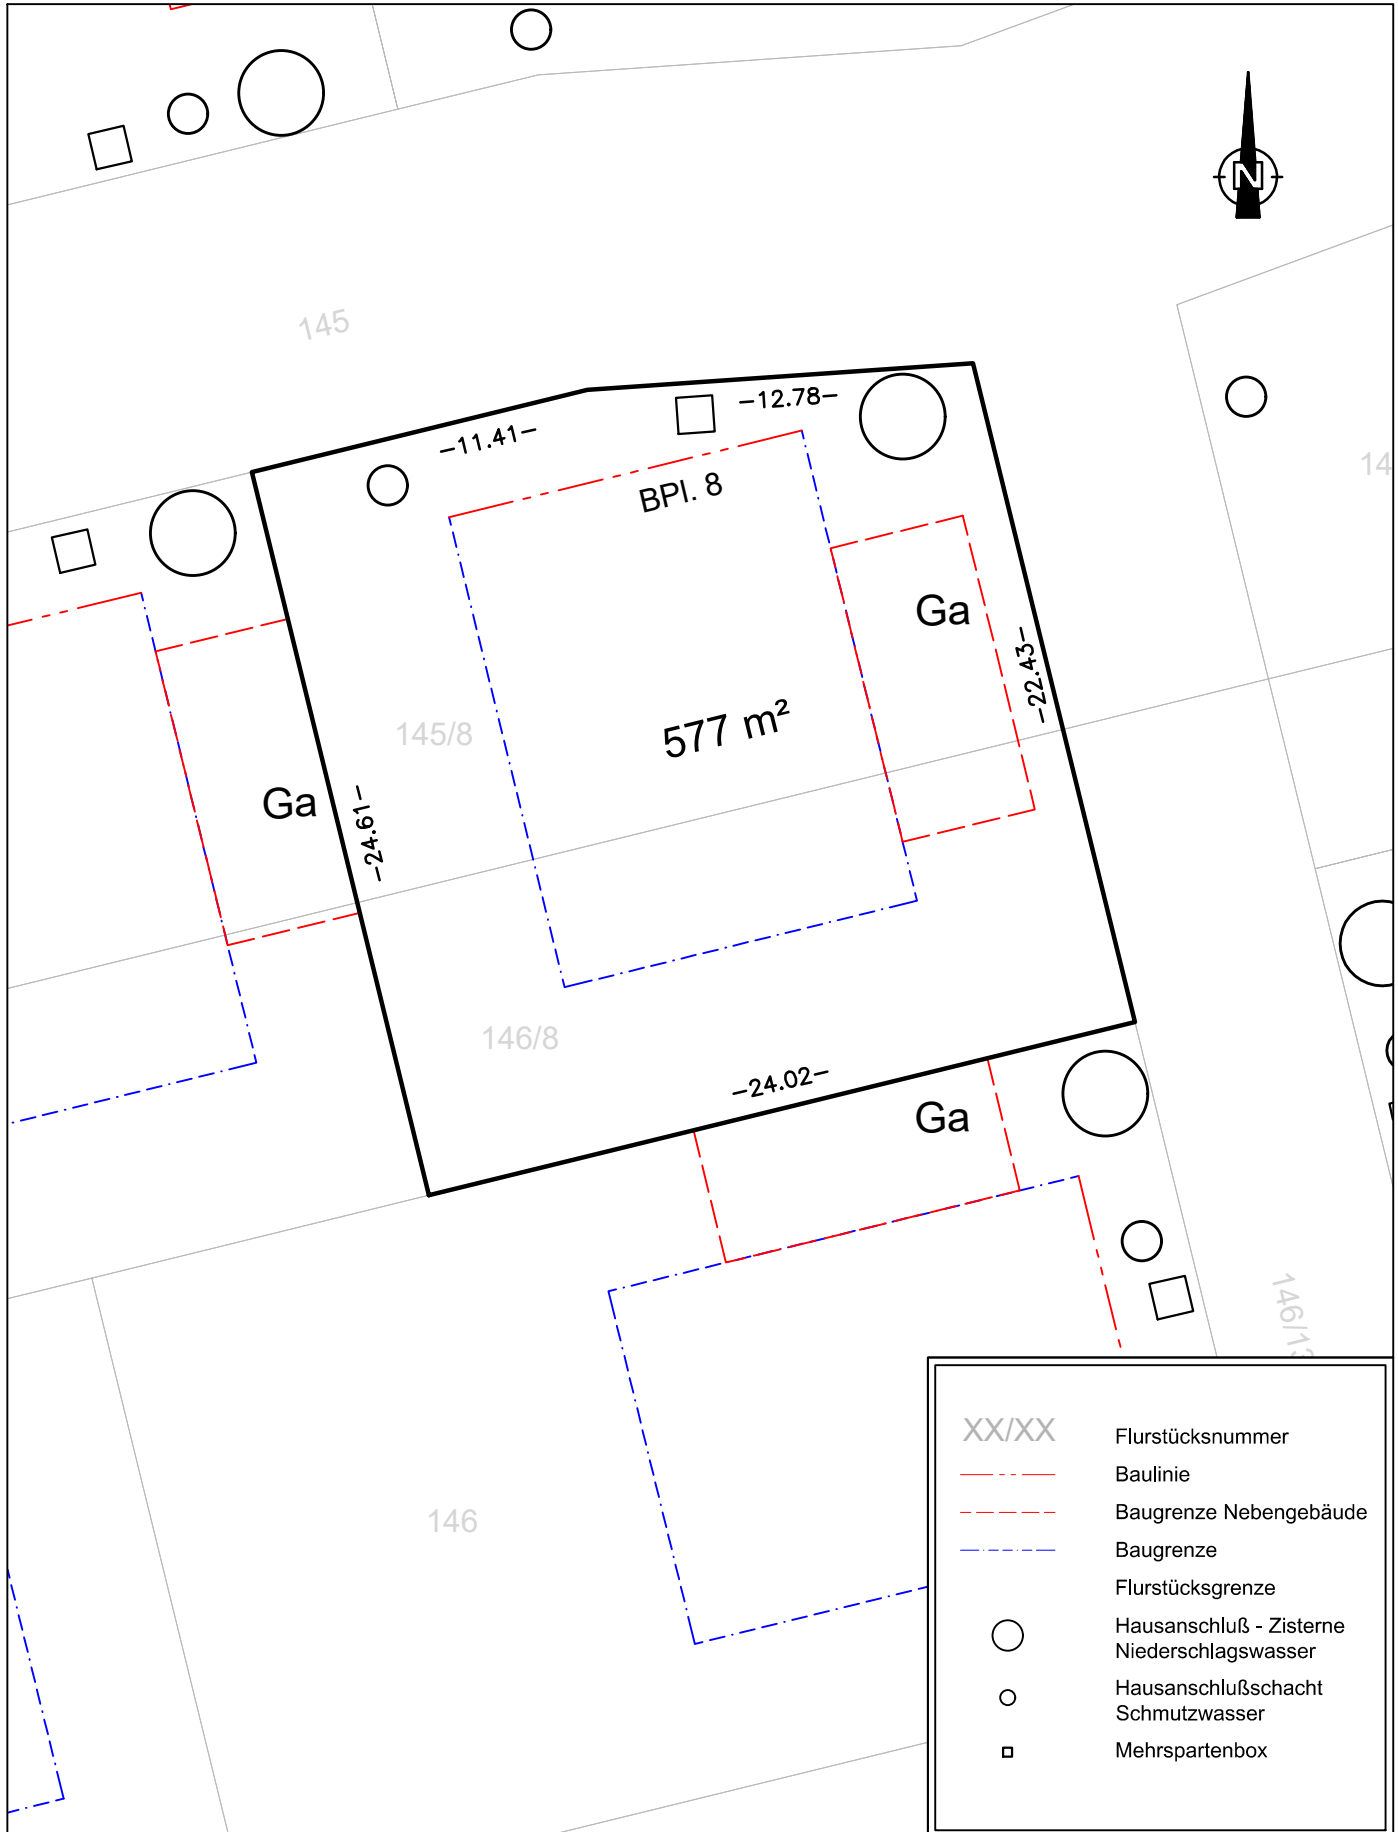 N
145
-12.78-
-11.41-
14
BPl. 8
Ga
-22.43-
577 m²
145/8
Ga
-24.61-
146/8
-24.02-
Ga
146/13
146
XX/XX Flurstücksnummer
Baulinie
Baugrenze Nebengebäude
Baugrenze
Flurstücksgrenze
Hausanschluß - Zisterne
Niederschlagswasser
Hausanschlußschacht
Schmutzwasser
Mehrspartenbox